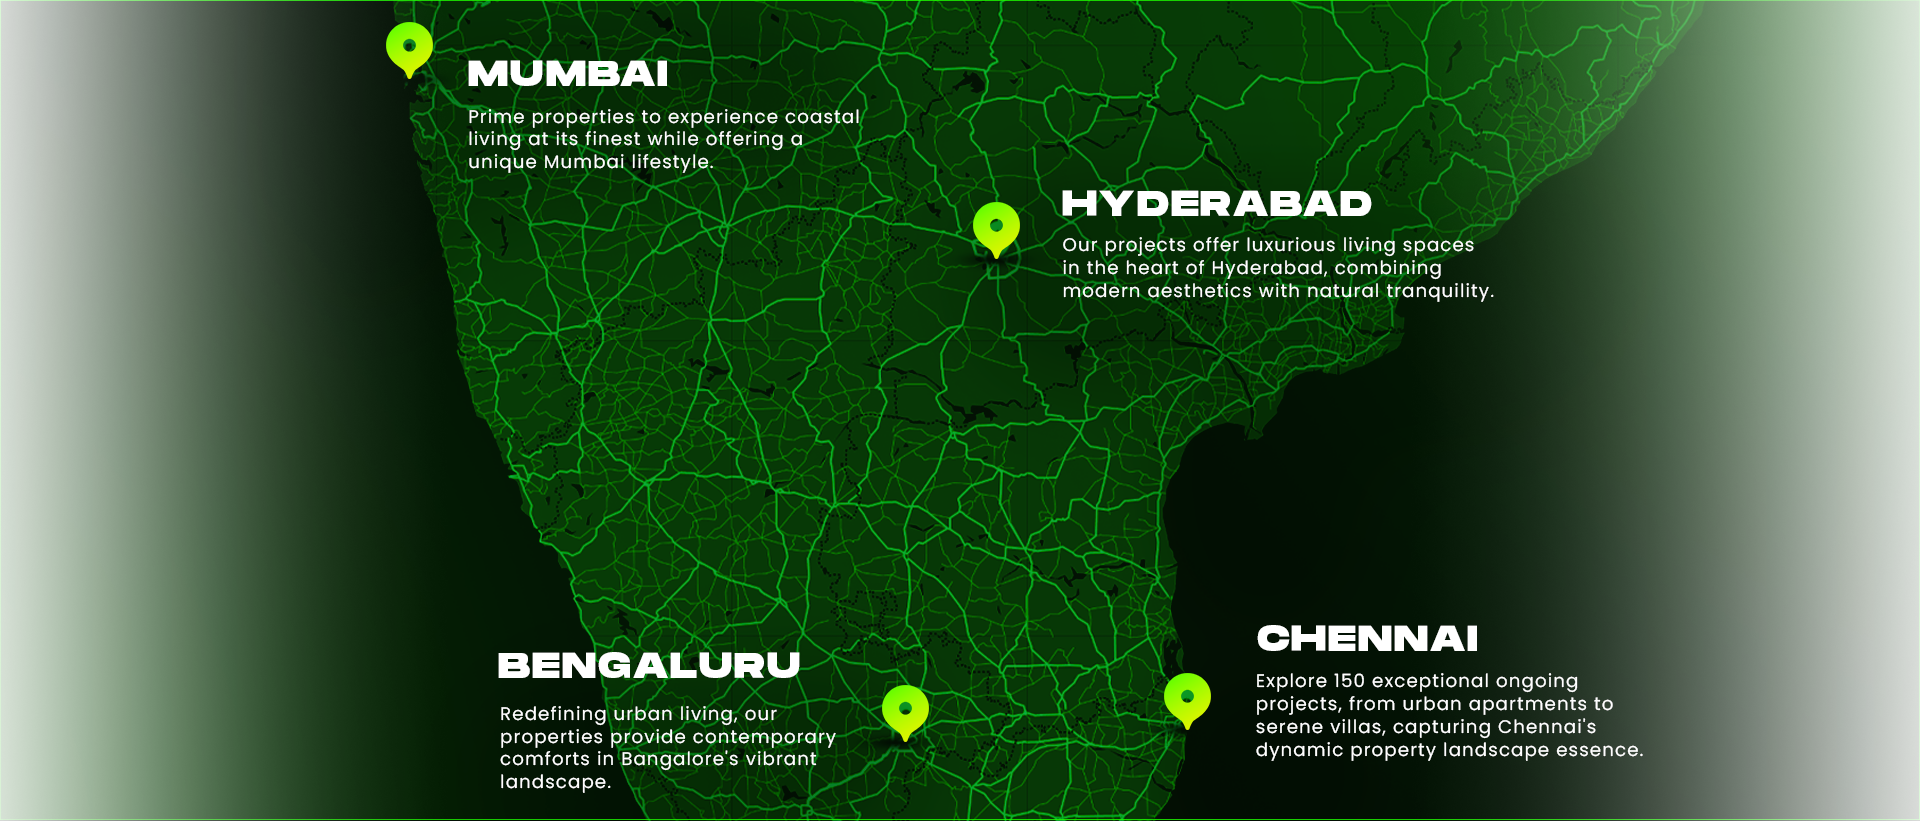 MUMBAI
Prime properties to experience coastal
living at its finest while offering a
unique Mumbai lifestyle.
HYDERABAD
Our projects offer luxurious living spaces
in the heart of Hyderabad, combining
modern aesthetics with natural tranquility.
BENGALURU
Redefining urban living, our
properties provide contemporary
comforts in Bangalore's vibrant
landscape.
CHENNAI
Explore 150 exceptional ongoing
projects, from urban apartments to
serene villas, capturing Chennai's
dynamic property landscape essence.